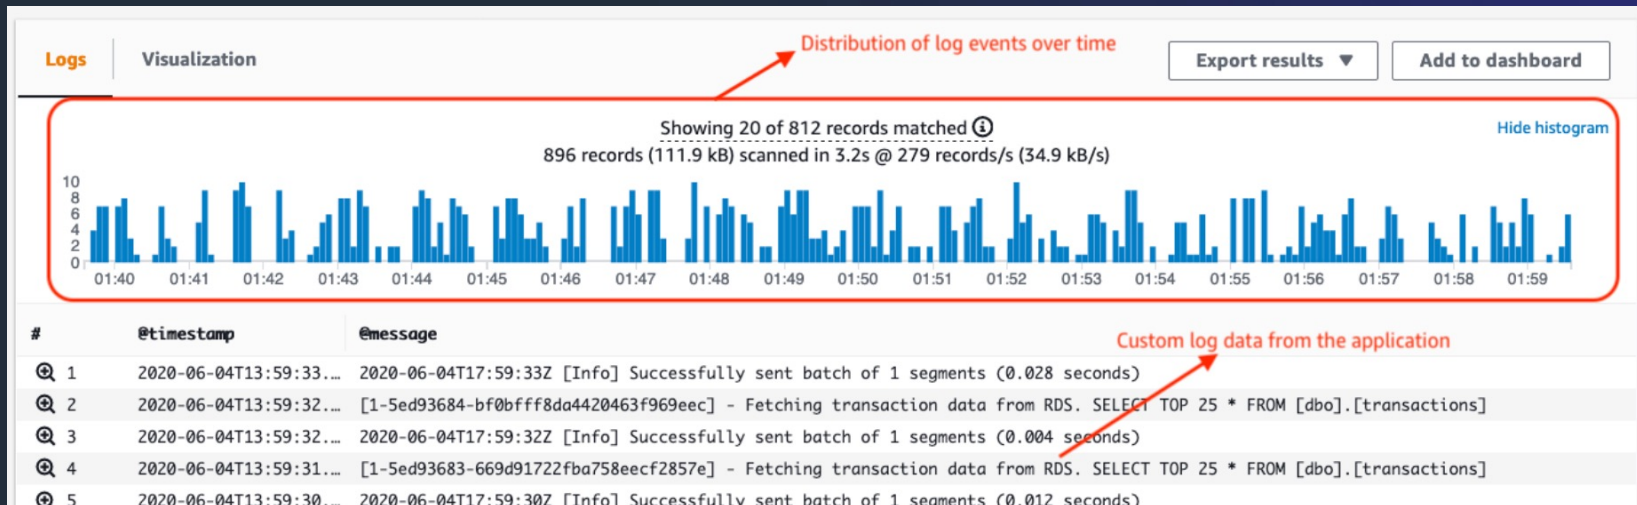 Logs
Visualization
Distribution of log events over time
Export results
Add to dashboard
Showing 20 of 812 records matched
Hide histogram
896 records (111.9 kB) scanned in 3.2s @ 279 records/s (34.9 kB/s)
10
8
6
4
2
0
01:40 01:41 01:42 01:43 01:44 01:45 01:46 01:47 01:48 01:49 01:50 01:51 01:52 01:53 01:54 01:55 01:56 01:57 01:58 01:59
# @timestamp @message
Custom log data from the application
1 2020-06-04T13:59:33... 2020-06-04T17:59:33Z [Info] Successfully sent batch of 1 segments (0.028 seconds)
2 2020-06-04T13:59:32... [1-5ed93684-bf0bfff8da4420463f969eec] - Fetching transaction data from RDS. SELECT TOP 25 * FROM [dbo].[transactions]
3 2020-06-04T13:59:32... 2020-06-04T17:59:32Z [Info] Successfully sent batch of 1 segments (0.004 seconds)
4 2020-06-04T13:59:31... [1-5ed93683-669d91722fba758eecf2857e] - Fetching transaction data from RDS. SELECT TOP 25 * FROM [dbo].[transactions]
5 2020-06-04T13:59:30... 2020-06-04T17:59:30Z [Info] Successfully sent batch of 1 segments (0.012 seconds)